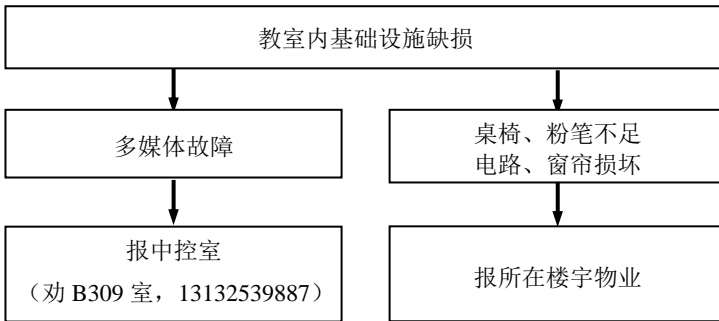 教室内基础设施缺损
多媒体故障
桌椅、粉笔不足
电路、窗帘损坏
报中控室
（劝 B309 室，13132539887）
报所在楼宇物业